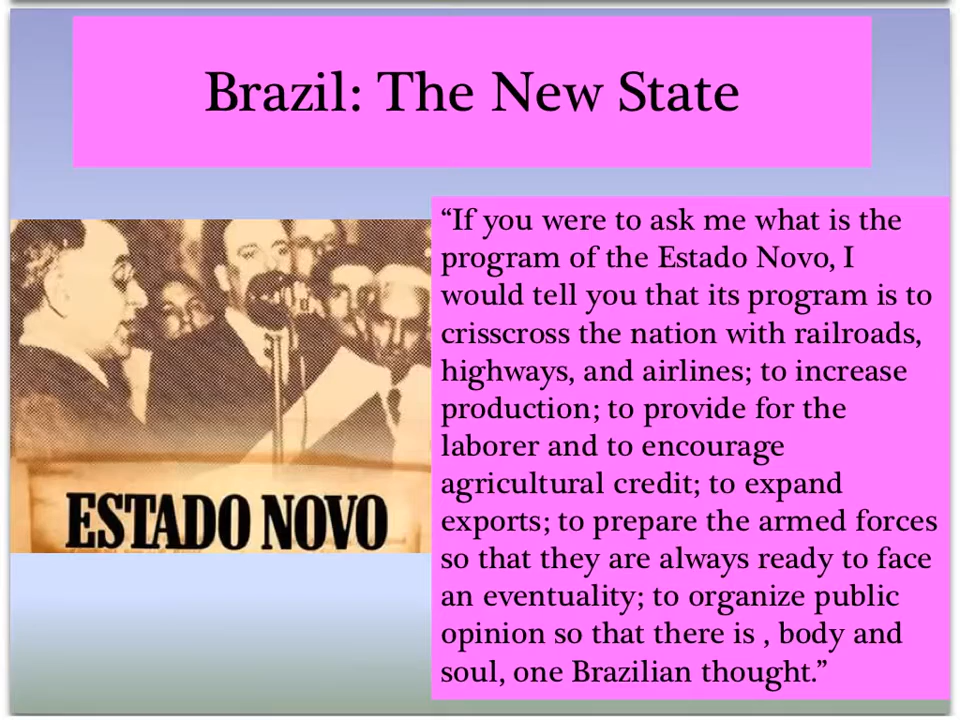 Brazil: The New State
“If you were to ask me what is the
program of the Estado Novo, I
would tell you that its program is to
crisscross the nation with railroads,
highways, and airlines; to increase
production; to provide for the
laborer and to encourage
agricultural credit; to expand
exports; to prepare the armed forces
so that they are always ready to face
an eventuality; to organize public
opinion so that there is , body and
soul, one Brazilian thought.”
ESTADO NOVO